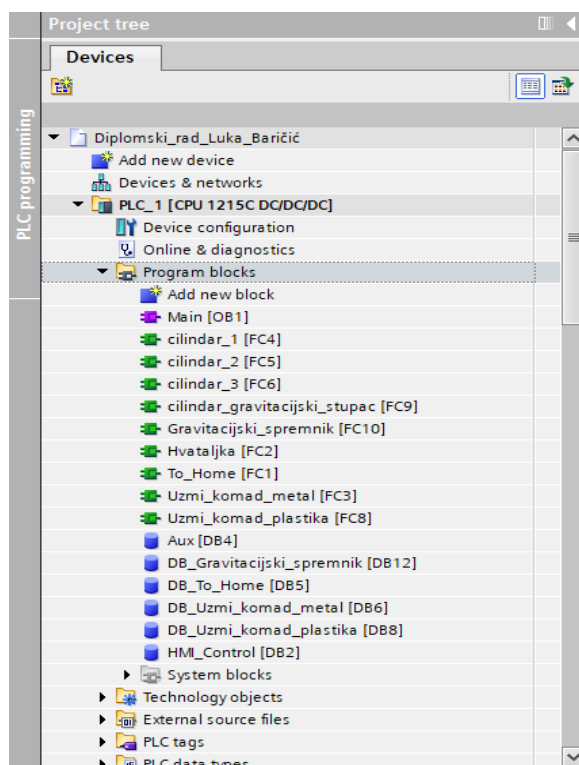 Project tree
Devices
PLC programming
Diplomski_rad_Luka_Baričić
Add new device
Devices & networks
PLC_1 [CPU 1215C DC/DC/DC]
Device configuration
Online & diagnostics
Program blocks
Add new block
Main [OB1]
cilindar_1 [FC4]
cilindar_2 [FC5]
cilindar_3 [FC6]
cilindar_gravitacijski_stupac [FC9]
Gravitacijski_spremnik [FC10]
Hvataljka [FC2]
To_Home [FC1]
Uzmi_komad_metal [FC3]
Uzmi_komad_plastika [FC8]
Aux [DB4]
DB_Gravitacijski_spremnik [DB12]
DB_To_Home [DB5]
DB_Uzmi_komad_metal [DB6]
DB_Uzmi_komad_plastika [DB8]
HMI_Control [DB2]
System blocks
Technology objects
External source files
PLC tags
PLC data types